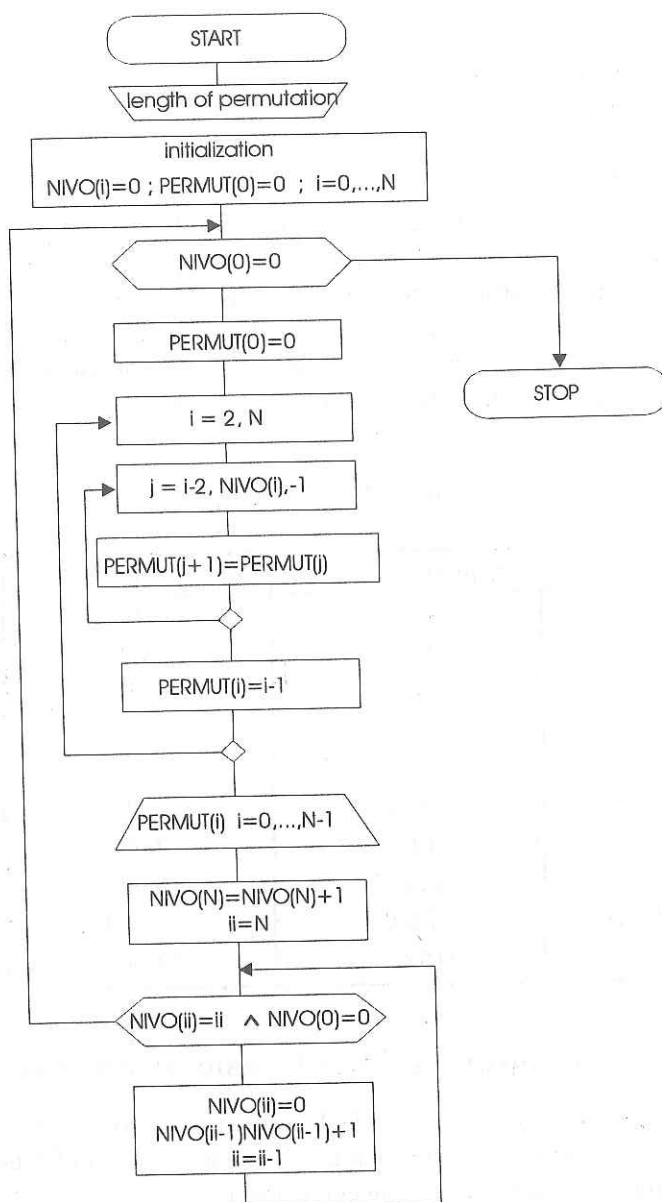 START
length of permutation
initialization
NIVO(i)=0 ; PERMUT(0)=0 ; i=0,...,N
NIVO(0)=0
PERMUT(0)=0
STOP
i = 2, N
j = i-2, NIVO(i),-1
PERMUT(j+1)=PERMUT(j)
PERMUT(i)=i-1
PERMUT(i) i=0,...,N-1
NIVO(N)=NIVO(N)+1
ii=N
NIVO(ii)=ii ∧ NIVO(0)=0
NIVO(ii)=0
NIVO(ii-1)NIVO(ii-1)+1
ii=ii-1